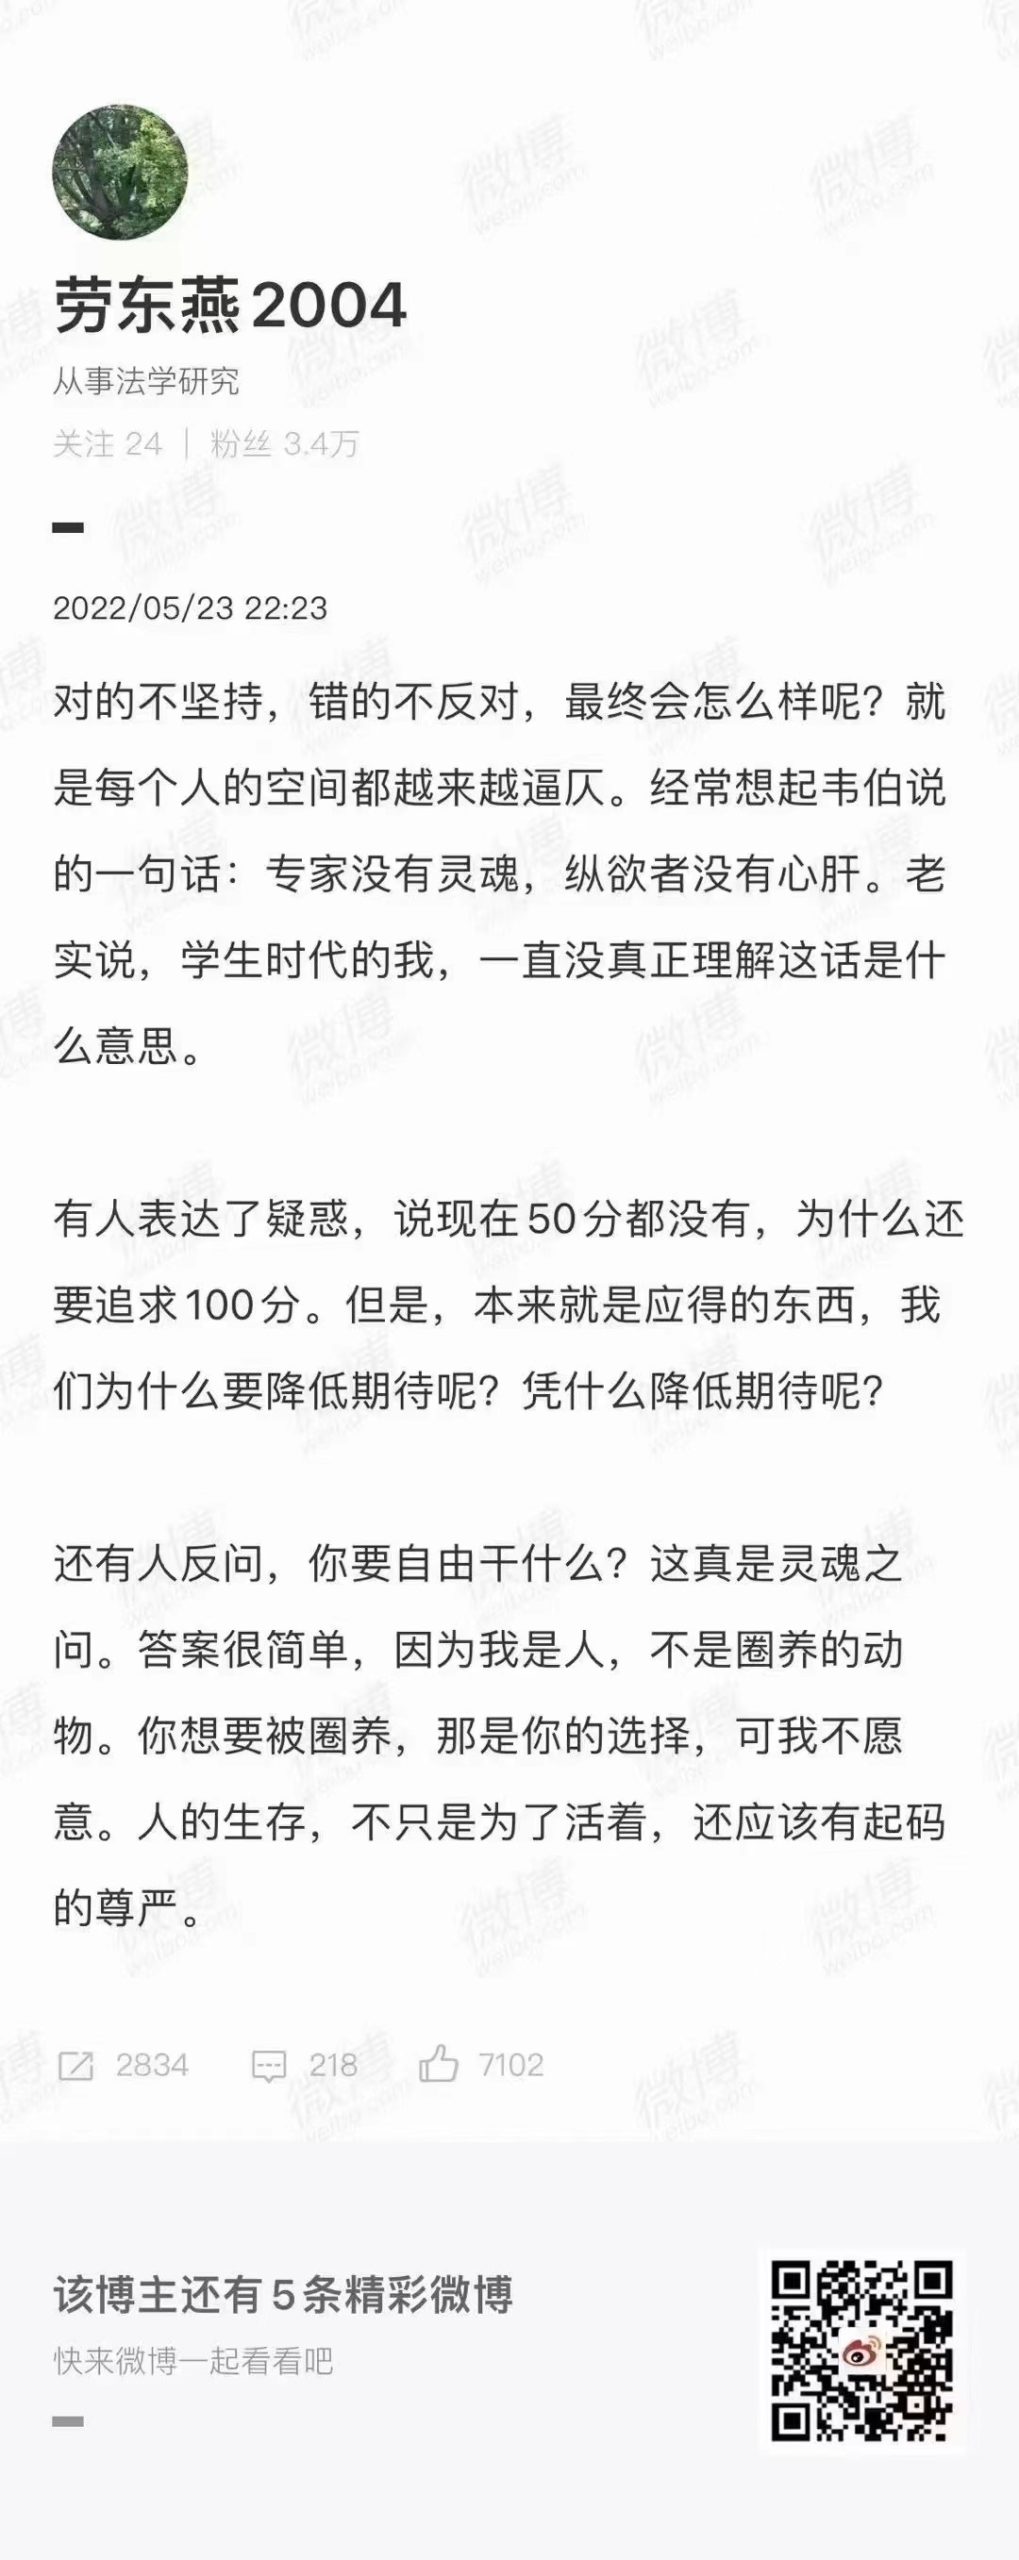 劳东燕2004
从事法学研究
关注 24 | 粉丝 3.4万
2022/05/23 22:23
对的不坚持，错的不反对，最终会怎么样呢？就
是每个人的空间都越来越逼仄。经常想起韦伯说
的一句话：专家没有灵魂，纵欲者没有心肝。老
实说，学生时代的我，一直没真正理解这话是什
么意思。
有人表达了疑惑，说现在50分都没有，为什么还
要追求100分。但是，本来就是应得的东西，我
们为什么要降低期待呢？凭什么降低期待呢？
还有人反问，你要自由干什么？这真是灵魂之
问。答案很简单，因为我是人，不是圈养的动
物。你想要被圈养，那是你的选择，可我不愿
意。人的生存，不只是为了活着，还应该有起码
的尊严。
2834 218 7102
该博主还有5条精彩微博
快来微博一起看看吧
微博
weibo.com